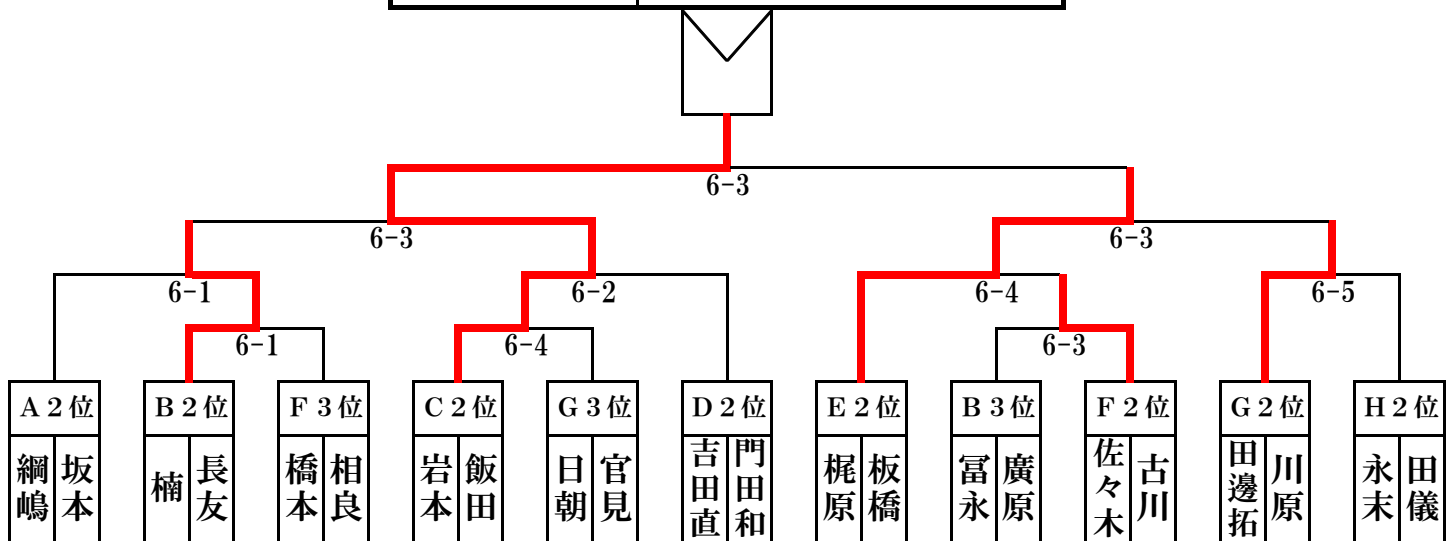 6-3
6-3
6-3
6-1
6-2
6-4
6-5
6-1
6-4
6-3
A2位
B2位
F3位
C2位
G3位
D2位
E2位
B3位
F2位
G2位
H2位
綱嶋
坂本
楠
長友
橋本
相良
岩本
飯田
日朝
官見
吉田直
門田和
梶原
板橋
冨永
廣原
佐々木
古川
田邊拓
川原
永末
田儀